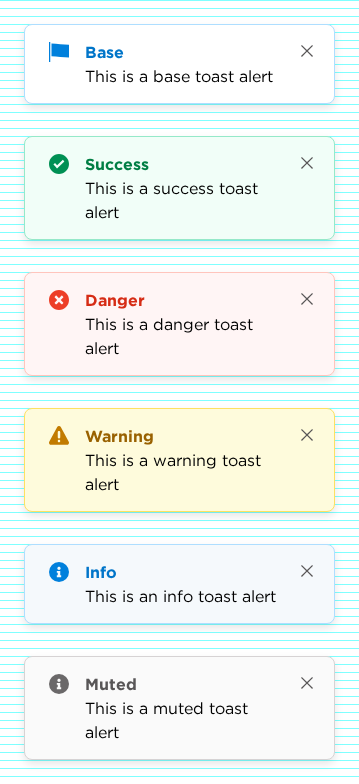 Base
This is a base toast alert
Success
This is a success toast
alert
Danger
This is a danger toast
alert
Warning
This is a warning toast
alert
Info
This is an info toast alert
Muted
This is a muted toast
alert